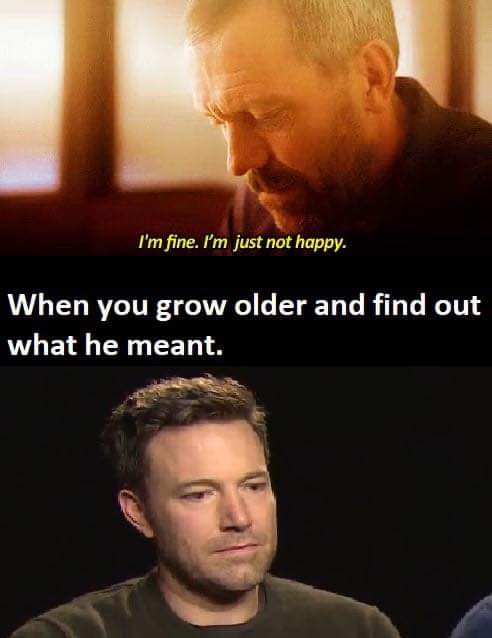 I'm fine. I'm just not happy.
When you grow older and find out
what he meant.